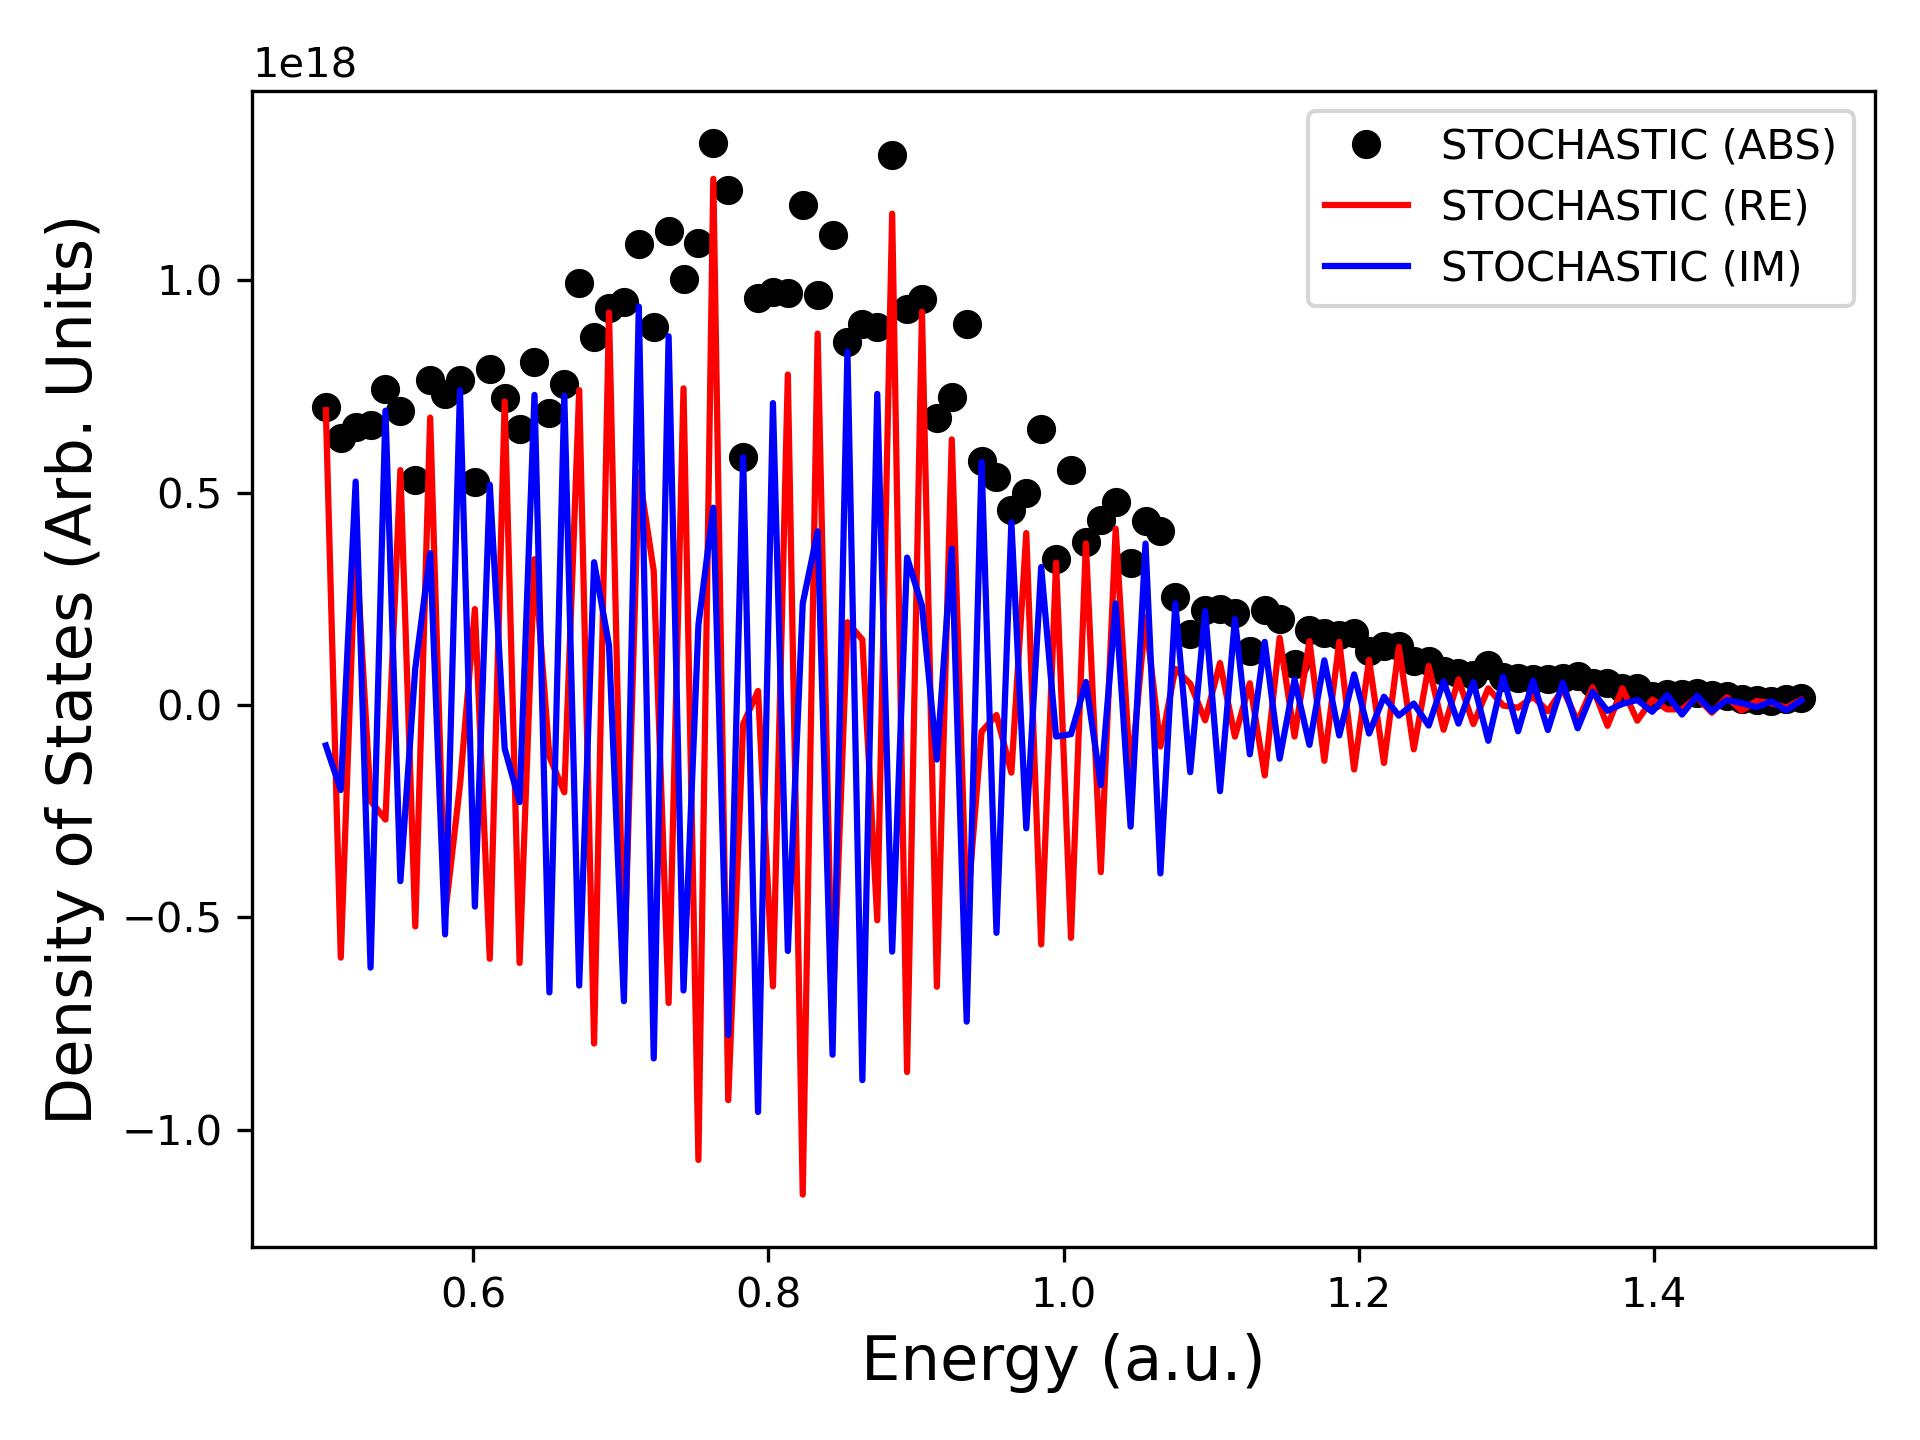 1e18
STOCHASTIC (ABS)
STOCHASTIC (RE)
STOCHASTIC (IM)
Density of States (Arb. Units)
1.0
0.5
0.0
−0.5
−1.0
0.6 0.8 1.0 1.2 1.4
Energy (a.u.)